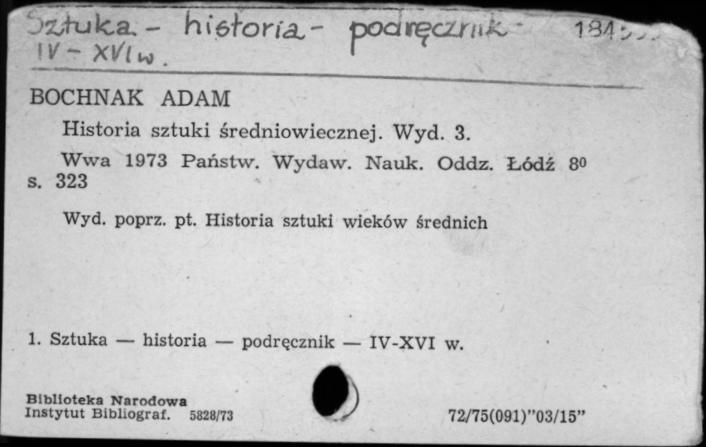 Sztuka - historia - podręcznik
IV - XVI w.
BOCHNAK ADAM
Historia sztuki średniowiecznej. Wyd. 3.
Wwa 1973 Państw. Wydaw. Nauk. Oddz. Łódź 8⁰
s. 323
Wyd. poprz. pt. Historia sztuki wieków średnich
1. Sztuka — historia — podręcznik — IV-XVI w.
Biblioteka Narodowa
Instytut Bibliograf. 5828/73
72/75(091)"03/15"